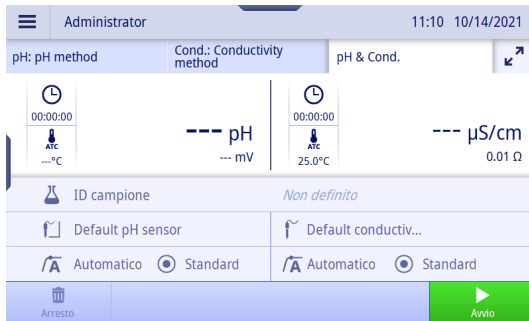 Administrator 11:10 10/14/2021
pH: pH method
Cond.: Conductivity
method
pH & Cond.
00:00:00
ATC
---°C
--- pH
--- mV
00:00:00
ATC
25.0°C
--- µS/cm
0.01 Ω
ID campione Non definito
Default pH sensor Default conductiv...
Automatico Standard Automatico Standard
Arresto Avvio